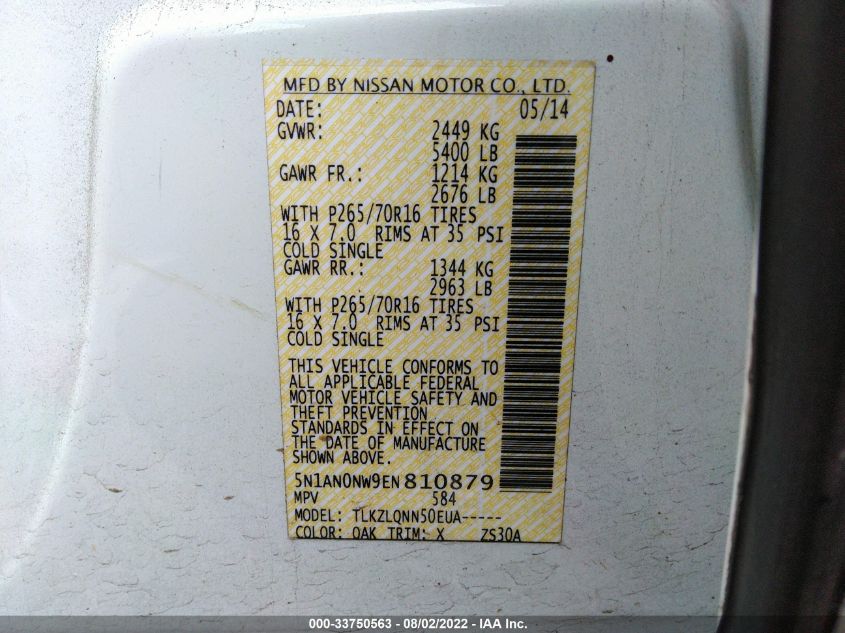 MFD BY NISSAN MOTOR CO., LTD.
DATE: 05/14
GVWR: 2449 KG
5400 LB
GAWR FR.: 1214 KG
2676 LB
WITH P265/70R16 TIRES
16 X 7.0 RIMS AT 35 PSI
COLD SINGLE
GAWR RR.: 1344 KG
2963 LB
WITH P265/70R16 TIRES
16 X 7.0 RIMS AT 35 PSI
COLD SINGLE
THIS VEHICLE CONFORMS TO
ALL APPLICABLE FEDERAL
MOTOR VEHICLE SAFETY AND
THEFT PREVENTION
STANDARDS IN EFFECT ON
THE DATE OF MANUFACTURE
SHOWN ABOVE.
5N1AN0NW9EN810879
MPV 584
MODEL: TLKZLQNN50EUA-----
COLOR: QAK TRIM: X ZS30A
000-33750563 - 08/02/2022 - IAA Inc.